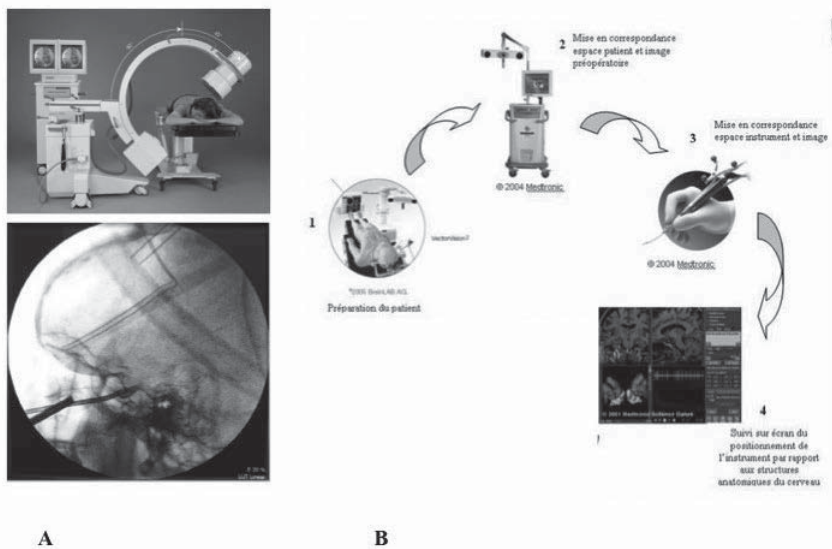 2
Mise en correspondance
espace patient et image
préopératoire
3
Mise en correspondance
espace instrument et image
© 2004 Medtronic
1
VectorVision
© 2004 Medtronic
©2005 BrainLAB AG.
Préparation du patient
4
Suivi sur écran du
positionnement de
l'instrument par rapport
aux structures
anatomiques du cerveau
A
B